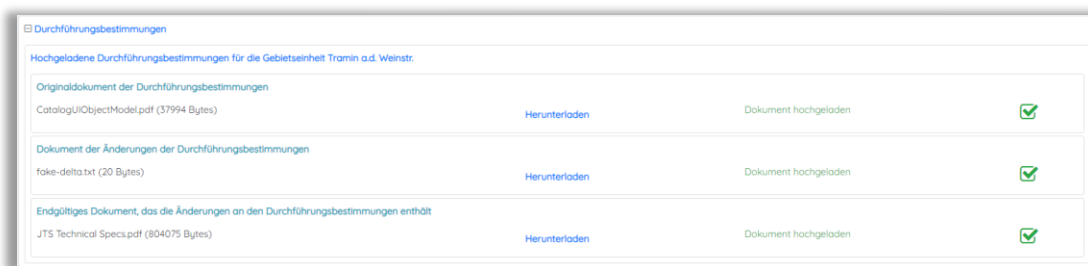 Durchführungsbestimmungen
Hochgeladene Durchführungsbestimmungen für die Gebietseinheit Tramin a.d. Weinstr.
Originaldokument der Durchführungsbestimmungen
CatalogUIObjectModel.pdf (37994 Bytes) Herunterladen Dokument hochgeladen
Dokument der Änderungen der Durchführungsbestimmungen
fake-delta.txt (20 Bytes) Herunterladen Dokument hochgeladen
Endgültiges Dokument, das die Änderungen an den Durchführungsbestimmungen enthält
JTS Technical Specs.pdf (804075 Bytes) Herunterladen Dokument hochgeladen